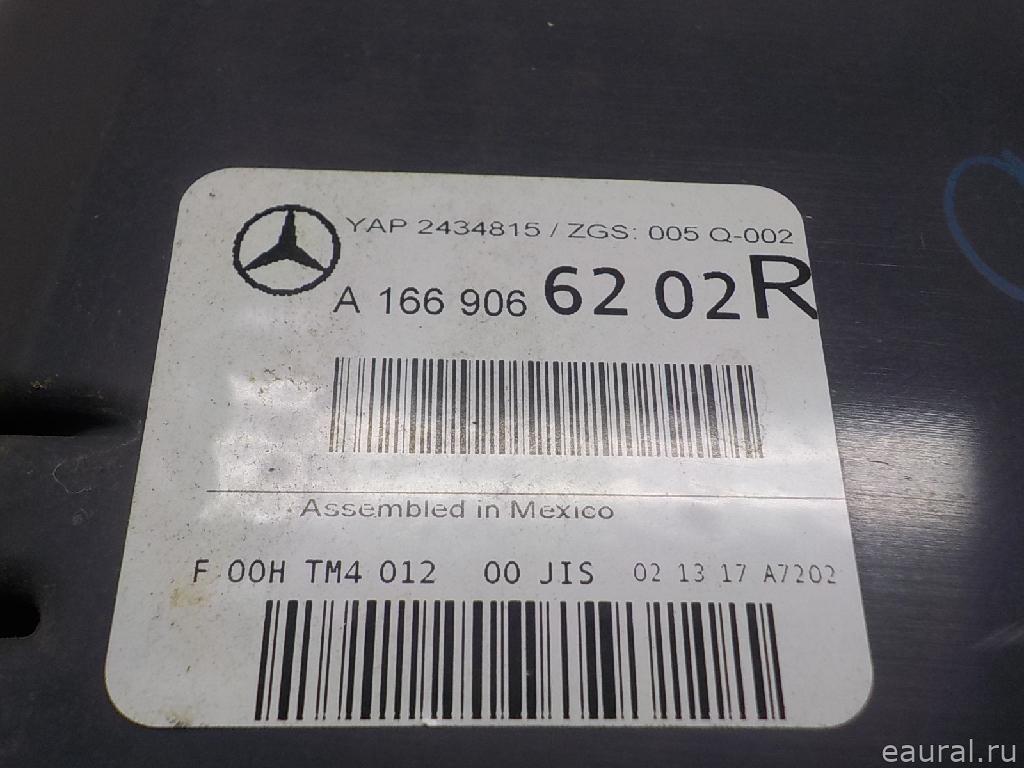 YAP 2434815 / ZGS: 005 Q-002
A 166 906 62 02 R
Assembled in Mexico
F 00H TM4 012 00 JIS 02 13 17 A7202
eaural.ru